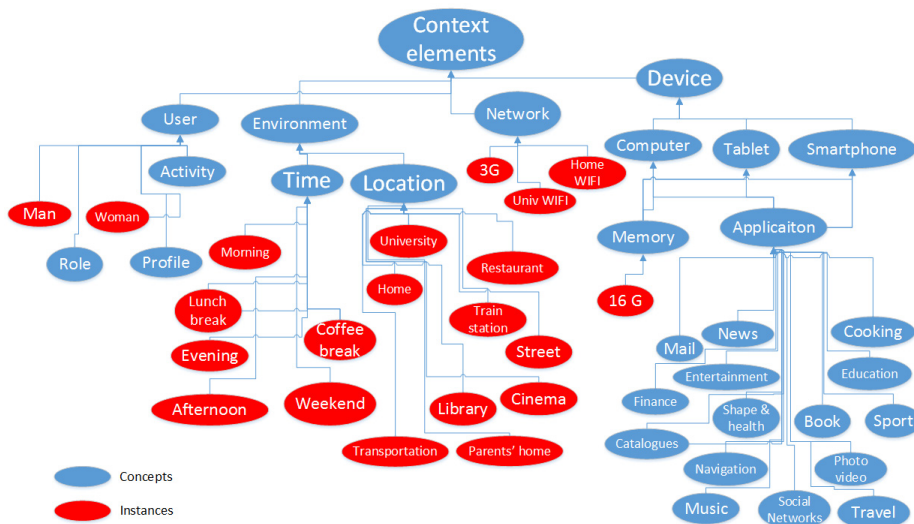 Context
elements
Device
User
Environment
Network
Computer
Tablet
Smartphone
Activity
Time
Location
3G
Home
WIFI
Univ WIFI
Man
Woman
Role
Profile
Morning
University
Restaurant
Memory
Applicaiton
Home
Lunch
break
Train
station
16 G
Coffee
break
Evening
Street
Mail
News
Cooking
Entertainment
Education
Afternoon
Weekend
Library
Cinema
Finance
Shape &
health
Book
Sport
Catalogues
Transportation
Parents' home
Navigation
Photo
video
Music
Social
Networks
Travel
Concepts
Instances